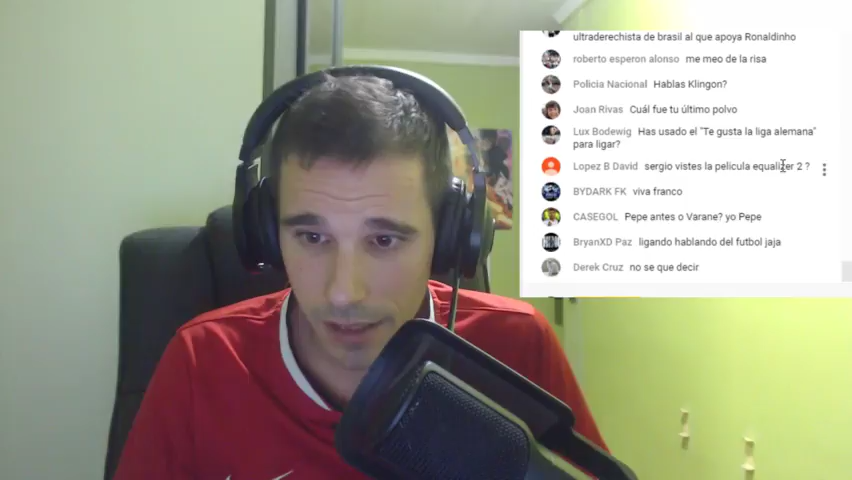 ultraderechista de brasil al que apoya Ronaldinho
roberto esperon alonso me meo de la risa
Policia Nacional Hablas Klingon?
Joan Rivas Cuál fue tu último polvo
Lux Bodewig Has usado el "Te gusta la liga alemana"
para ligar?
Lopez B David sergio vistes la película equalizer 2 ?
BYDARK FK viva franco
CASEGOL Pepe antes o Varane? yo Pepe
BryanXD Paz ligando hablando del futbol jaja
Derek Cruz no se que decir